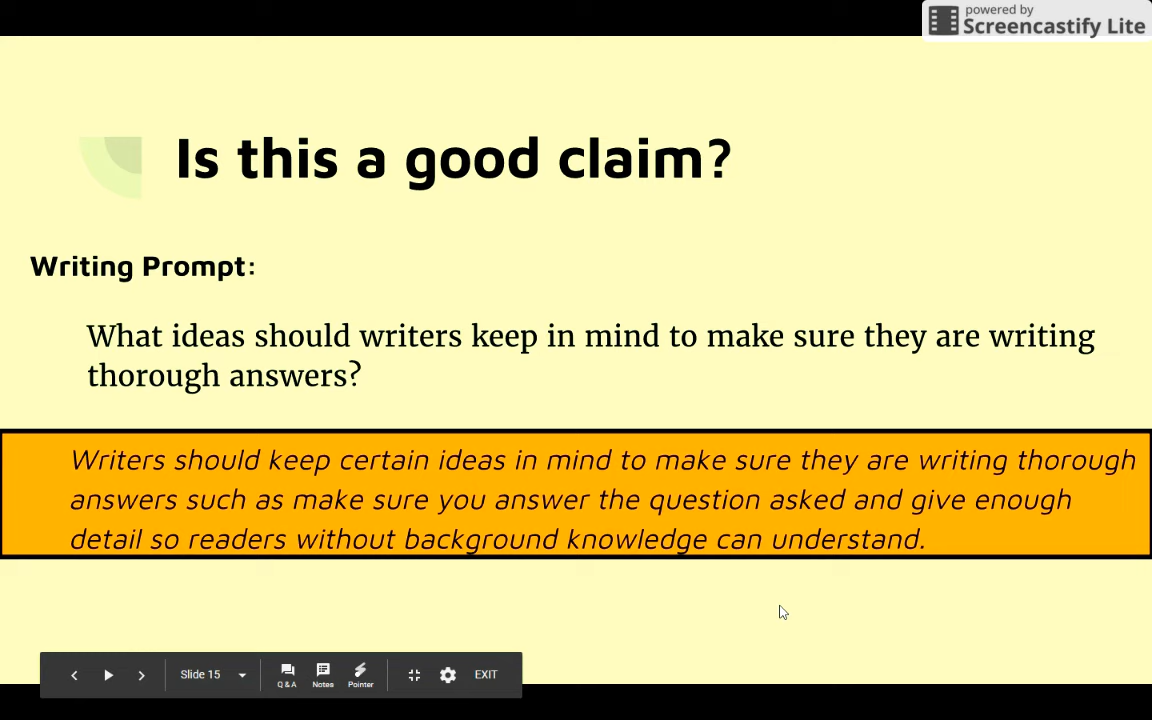 powered by
Screencastify Lite
Is this a good claim?
Writing Prompt:
What ideas should writers keep in mind to make sure they are writing
thorough answers?
Writers should keep certain ideas in mind to make sure they are writing thorough
answers such as make sure you answer the question asked and give enough
detail so readers without background knowledge can understand.
Slide 15
Q & A
Notes
Pointer
EXIT